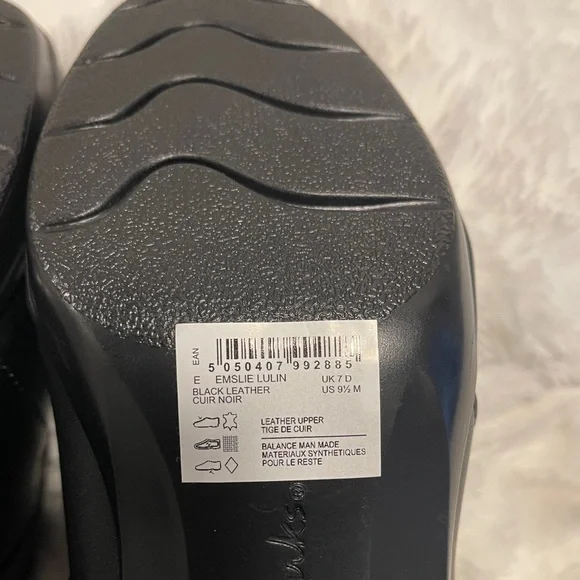 EAN
5 050407 992885
E EMSLIE LULIN UK 7 D
BLACK LEATHER US 9½ M
CUIR NOIR
LEATHER UPPER
TIGE DE CUIR
BALANCE MAN MADE
MATERIAUX SYNTHETIQUES
POUR LE RESTE